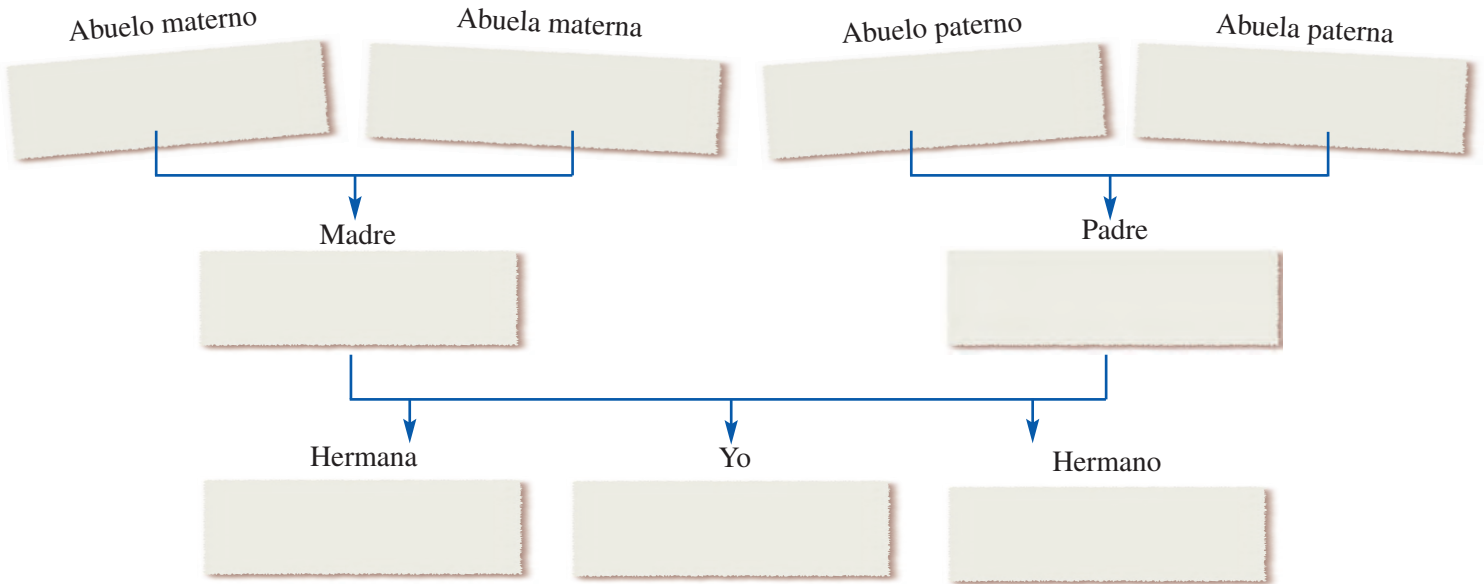 Abuelo materno
Abuela materna
Abuelo paterno
Abuela paterna
Madre
Padre
Hermana
Yo
Hermano